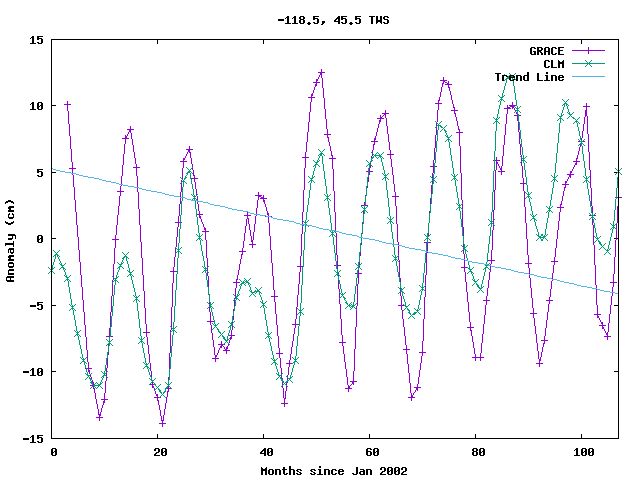 -118.5, 45.5 TWS
15
10
5
0
-5
-10
-15
Anomaly (cm)
GRACE
CLM
Trend Line
0 20 40 60 80 100
Months since Jan 2002